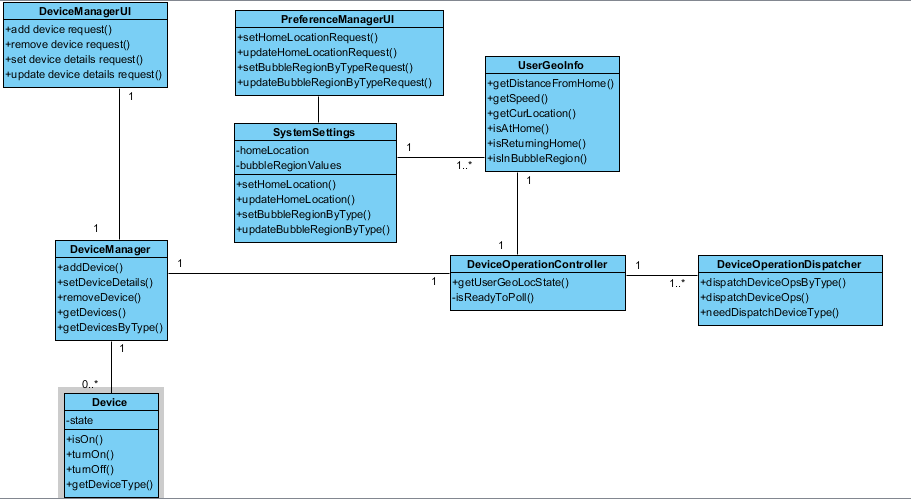 DeviceManagerUI
+add device request()
+remove device request()
+set device details request()
+update device details request()
PreferenceManagerUI
+setHomeLocationRequest()
+updateHomeLocationRequest()
+setBubbleRegionByTypeRequest()
+updateBubbleRegionByTypeRequest()
UserGeoInfo
+getDistanceFromHome()
+getSpeed()
+getCurLocation()
+isAtHome()
+isReturningHome()
+isInBubbleRegion()
1
SystemSettings
-homeLocation
-bubbleRegionValues
+setHomeLocation()
+updateHomeLocation()
+setBubbleRegionByType()
+updateBubbleRegionByType()
1
1..*
1
1
1
DeviceManager
+addDevice()
+setDeviceDetails()
+removeDevice()
+getDevices()
+getDevicesByType()
1
1
DeviceOperationController
+getUserGeoLocState()
-isReadyToPoll()
1
1..*
DeviceOperationDispatcher
+dispatchDeviceOpsByType()
+dispatchDeviceOps()
+needDispatchDeviceType()
1
0..*
Device
-state
+isOn()
+turnOn()
+turnOff()
+getDeviceType()